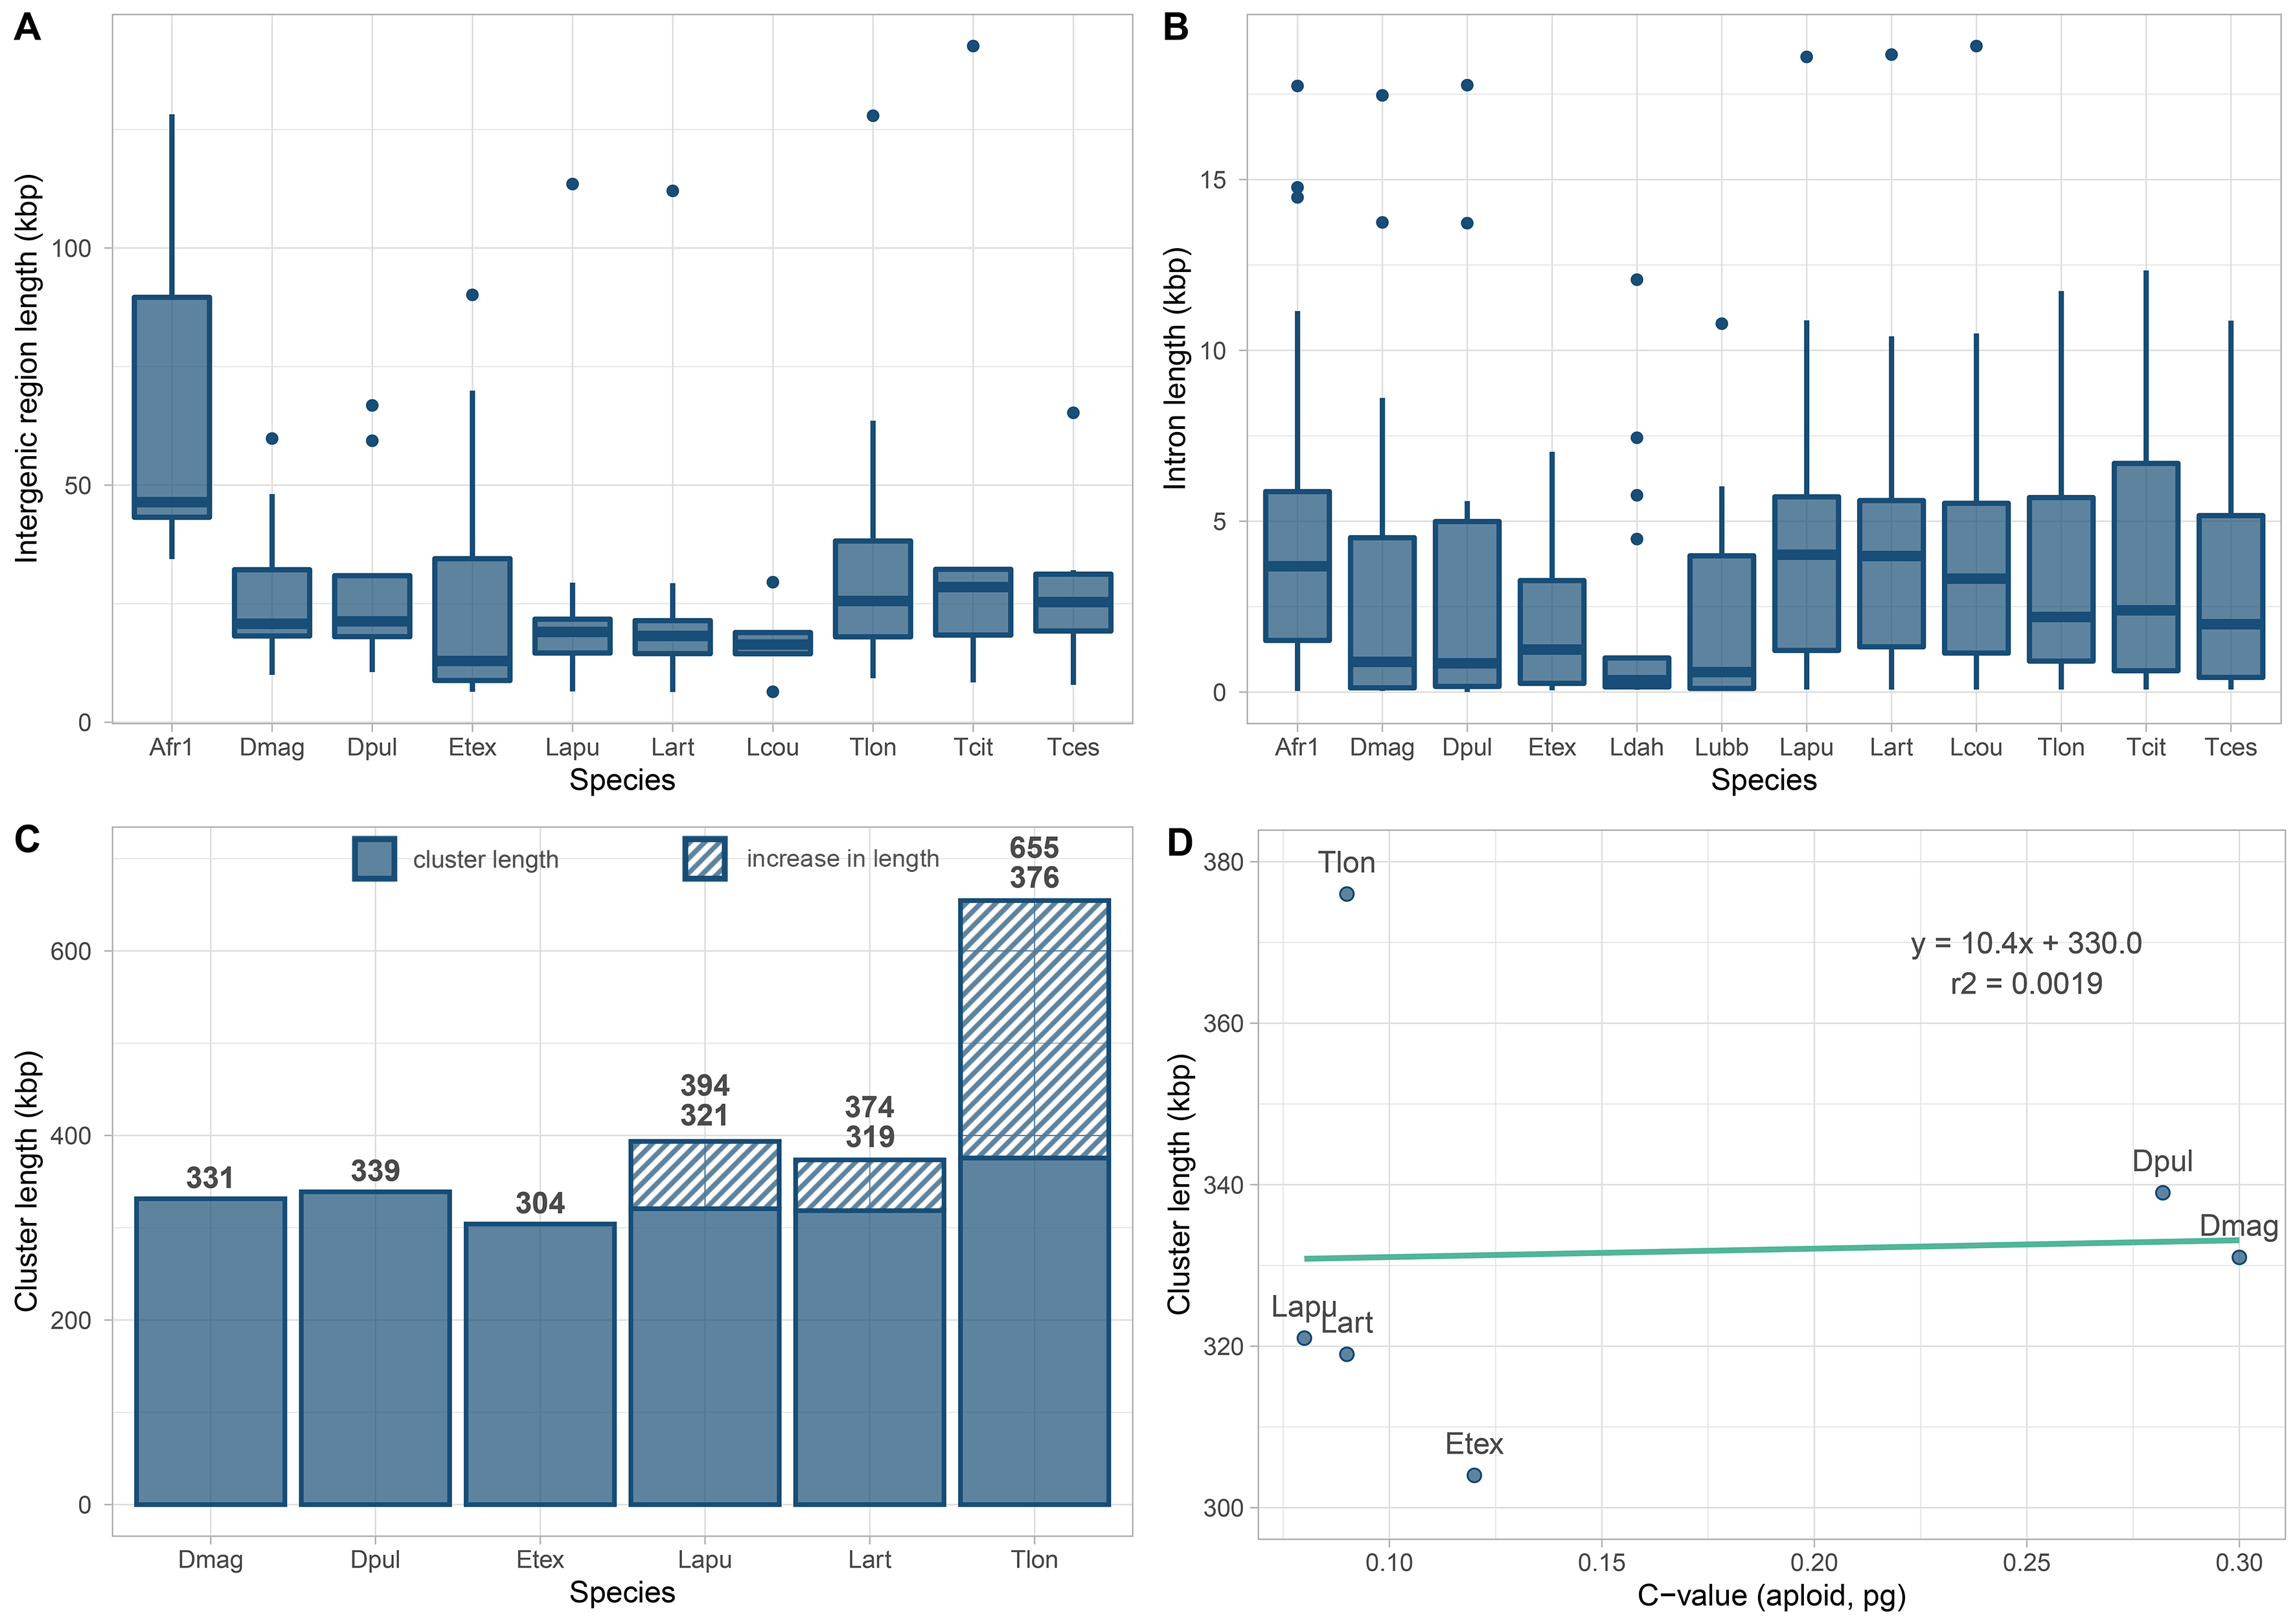 A
Intergenic region length (kbp)
100
50
0
Afr1 Dmag Dpul Etex Lapu Lart Lcou Tlon Tcit Tces
Species
B
Intron length (kbp)
15
10
5
0
Afr1 Dmag Dpul Etex Ldah Lubb Lapu Lart Lcou Tlon Tcit Tces
Species
C
cluster length increase in length
Cluster length (kbp)
600
400
200
0
331
339
304
394
321
374
319
655
376
Dmag Dpul Etex Lapu Lart Tlon
Species
D
Cluster length (kbp)
380
360
340
320
300
Tlon
y = 10.4x + 330.0
r2 = 0.0019
Dpul
Dmag
Lapu
Lart
Etex
0.10 0.15 0.20 0.25 0.30
C−value (aploid, pg)